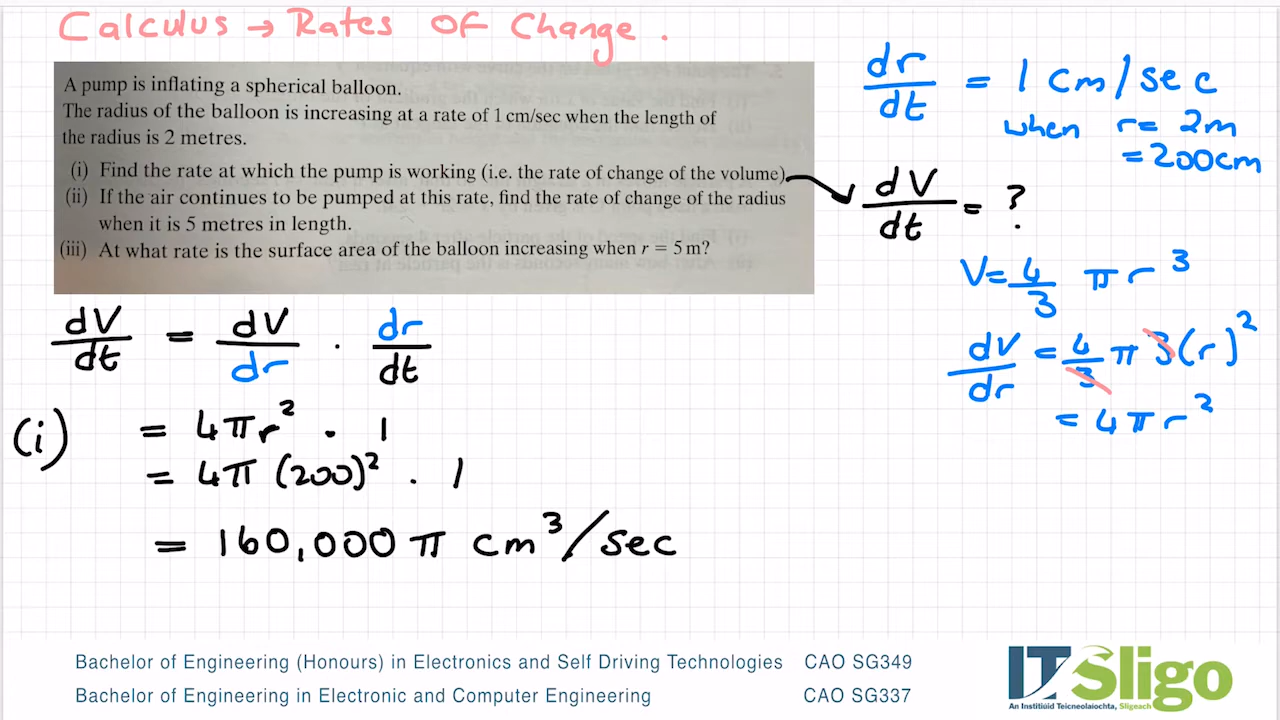 Calculus → Rates Of Change.
A pump is inflating a spherical balloon.
The radius of the balloon is increasing at a rate of 1 cm/sec when the length of
the radius is 2 metres.
(i) Find the rate at which the pump is working (i.e. the rate of change of the volume).
(ii) If the air continues to be pumped at this rate, find the rate of change of the radius
when it is 5 metres in length.
(iii) At what rate is the surface area of the balloon increasing when r = 5 m?
dr/dt = 1 cm/sec
when r = 2m
= 200cm
dV/dt = ?
V = 4/3 π r³
dV/dr = 4/3 π 3(r)²
= 4πr²
dV/dt = dV/dr · dr/dt
(i) = 4πr² · 1
= 4π (200)² · 1
= 160,000 π cm³/sec
Bachelor of Engineering (Honours) in Electronics and Self Driving Technologies CAO SG349
Bachelor of Engineering in Electronic and Computer Engineering CAO SG337
IT Sligo
An Institiúid Teicneolaíochta, Sligeach